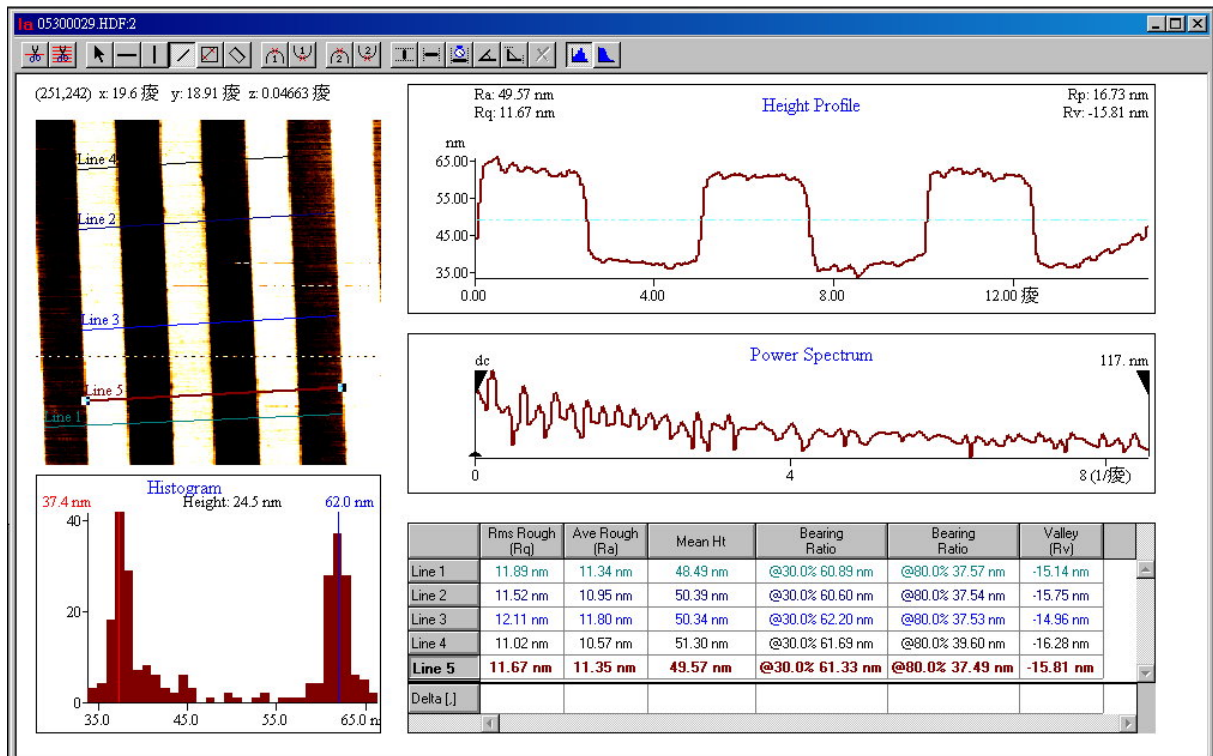 Ia 05300029.HDF:2
(251,242) x: 19.6 瘘 y: 18.91 瘘 z: 0.04663 瘘
Line 4
Line 2
Line 3
Line 5
Line 1
Ra: 49.57 nm
Rq: 11.67 nm
Height Profile
Rp: 16.73 nm
Rv: -15.81 nm
nm
65.00
55.00
45.00
35.00
0.00 4.00 8.00 12.00 瘘
dc
Power Spectrum
117. nm
0 4 8 (1/瘘)
Histogram
37.4 nm Height: 24.5 nm 62.0 nm
40
20
0
35.0 45.0 55.0 65.0 n
Rms Rough (Rq) Ave Rough (Ra) Mean Ht Bearing Ratio Bearing Ratio Valley (Rv)
Line 1 11.89 nm 11.34 nm 48.49 nm @30.0% 60.89 nm @80.0% 37.57 nm -15.14 nm
Line 2 11.52 nm 10.95 nm 50.39 nm @30.0% 60.60 nm @80.0% 37.54 nm -15.75 nm
Line 3 12.11 nm 11.80 nm 50.34 nm @30.0% 62.20 nm @80.0% 37.53 nm -14.96 nm
Line 4 11.02 nm 10.57 nm 51.30 nm @30.0% 61.69 nm @80.0% 39.60 nm -16.28 nm
Line 5 11.67 nm 11.35 nm 49.57 nm @30.0% 61.33 nm @80.0% 37.49 nm -15.81 nm
Delta [,]